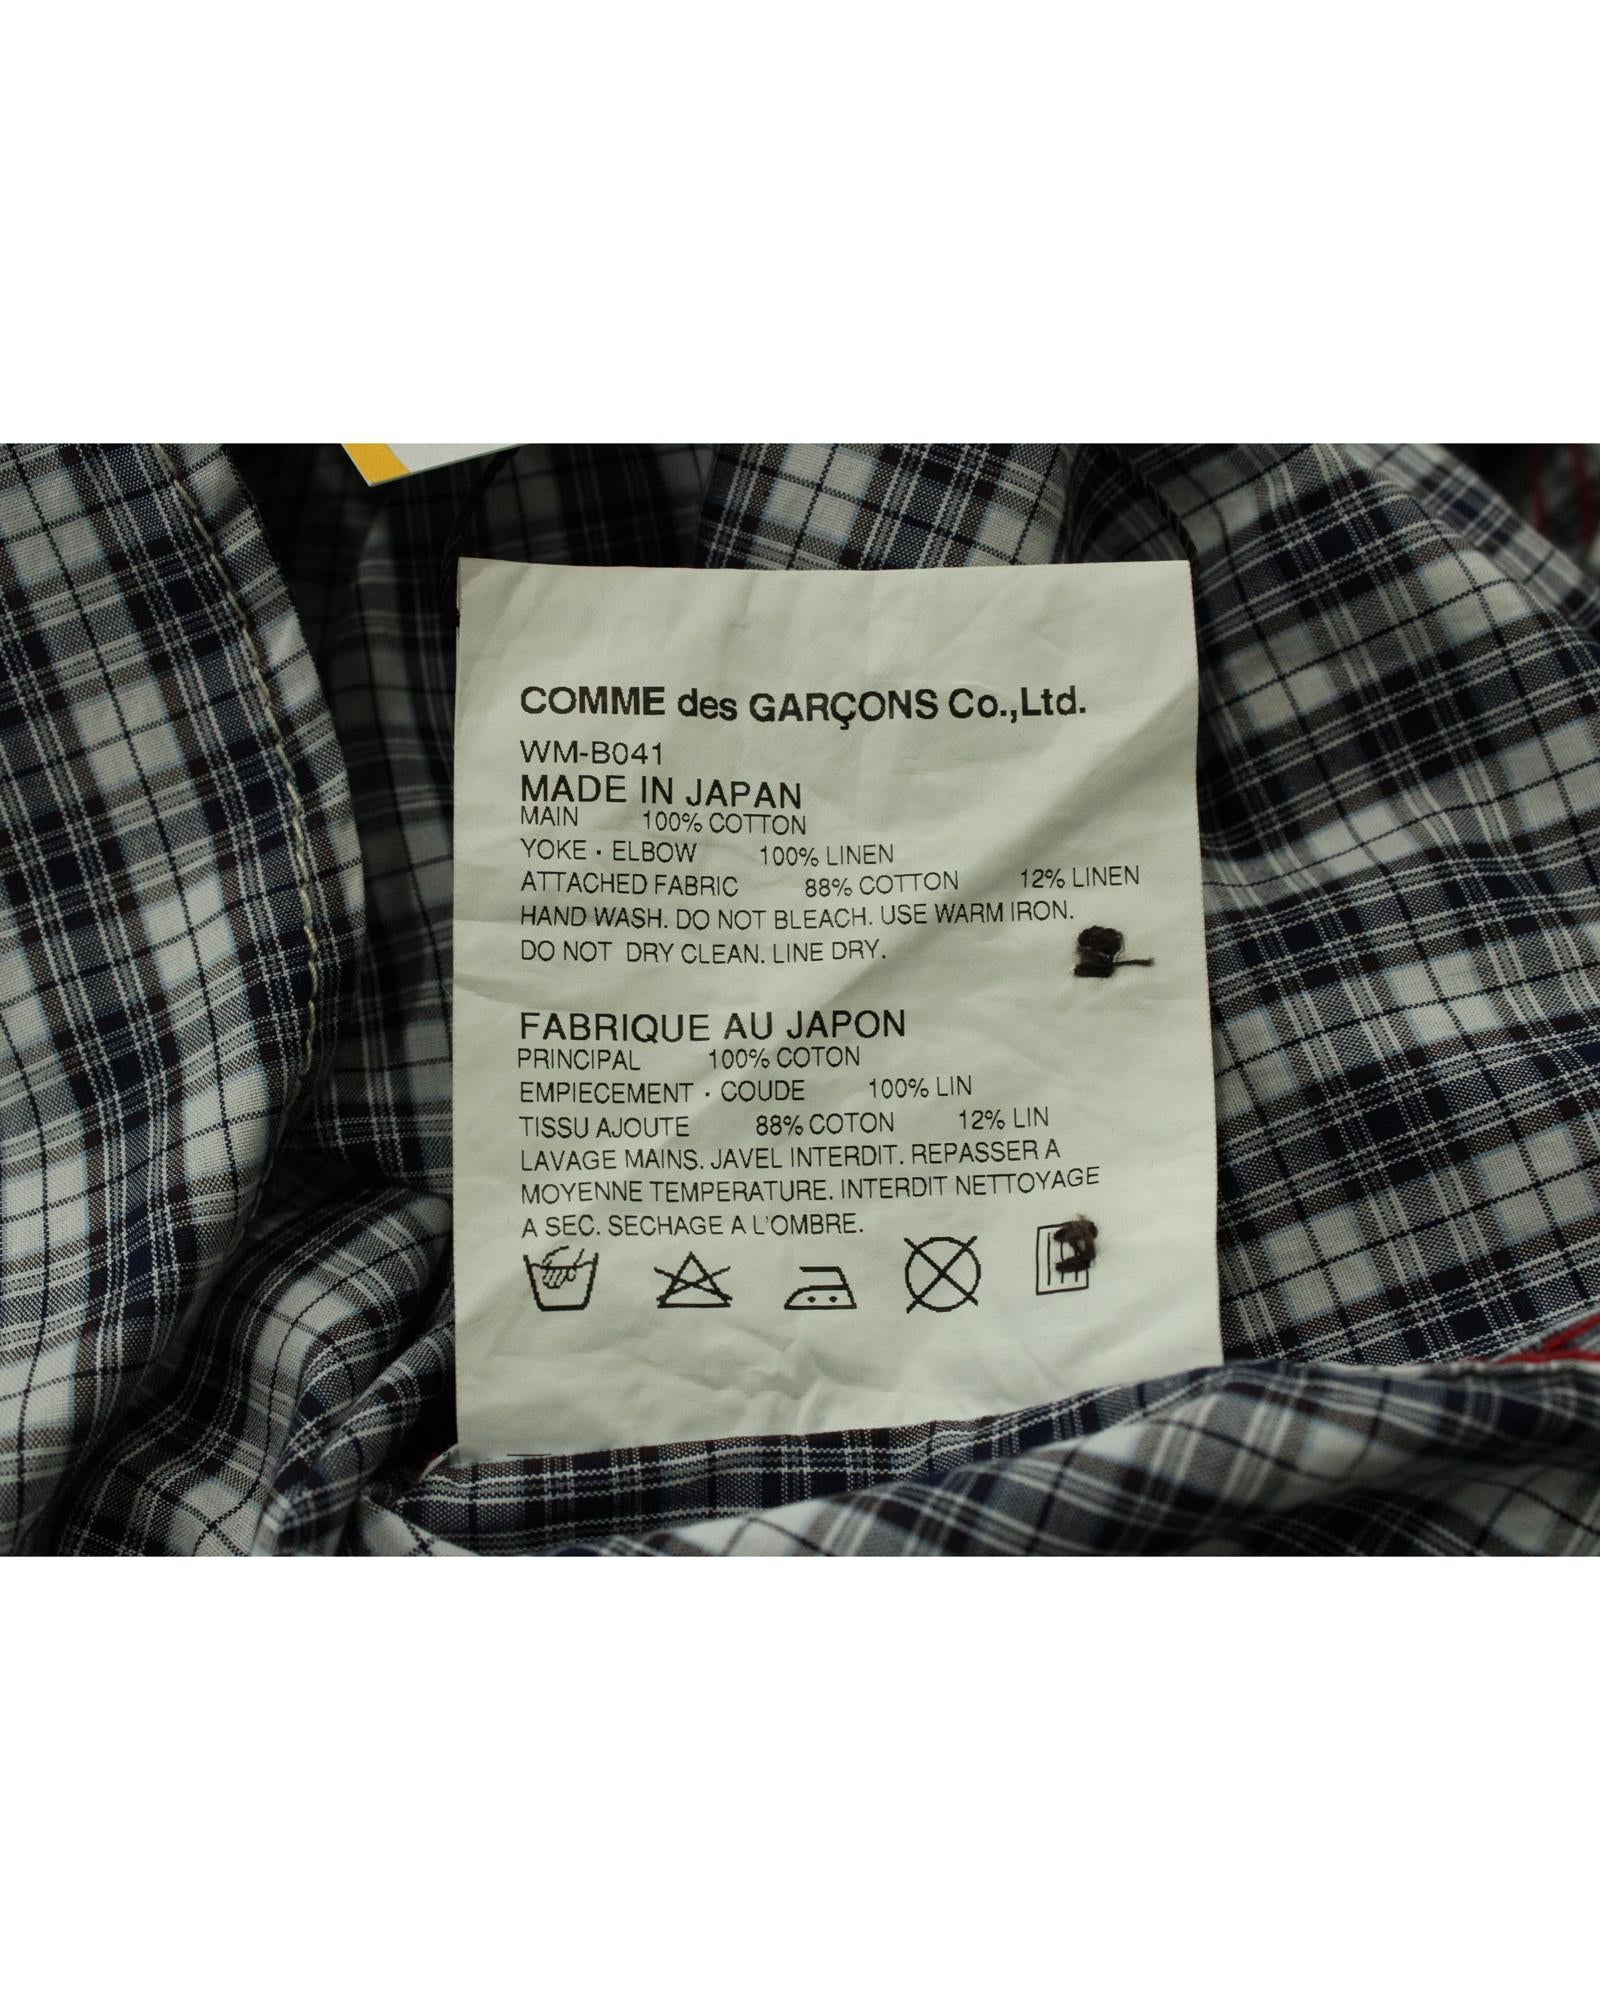 COMME des GARÇONS Co.,Ltd.
WM-B041
MADE IN JAPAN
MAIN 100% COTTON
YOKE · ELBOW 100% LINEN
ATTACHED FABRIC 88% COTTON 12% LINEN
HAND WASH. DO NOT BLEACH. USE WARM IRON.
DO NOT DRY CLEAN. LINE DRY.
FABRIQUE AU JAPON
PRINCIPAL 100% COTON
EMPIECEMENT · COUDE 100% LIN
TISSU AJOUTE 88% COTON 12% LIN
LAVAGE MAINS. JAVEL INTERDIT. REPASSER A
MOYENNE TEMPERATURE. INTERDIT NETTOYAGE
A SEC. SECHAGE A L'OMBRE.